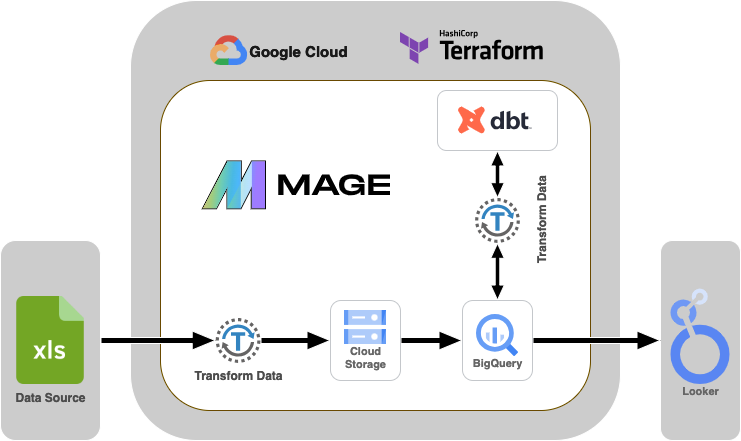 Google Cloud
HashiCorp
Terraform
dbt
MAGE
T
Transform Data
xls
Data Source
T
Transform Data
Cloud
Storage
BigQuery
Looker